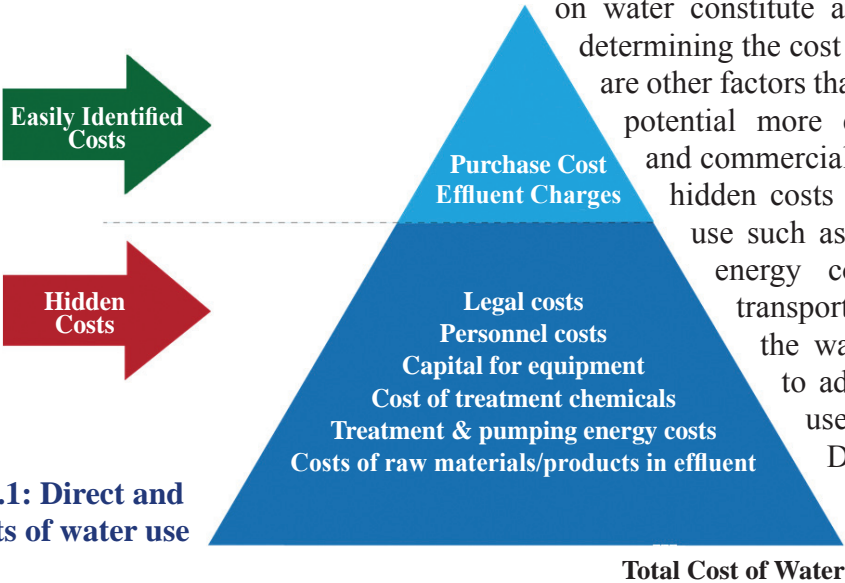 on water constitute a
determining the cost
are other factors tha
potential more
and commercial
hidden costs
use such as
energy
transport
the wa
to ad
use
D
Easily Identified
Costs
Purchase Cost
Effluent Charges
Hidden
Costs
Legal costs
Personnel costs
Capital for equipment
Cost of treatment chemicals
Treatment & pumping energy costs
Costs of raw materials/products in effluent
.1: Direct and
ts of water use
Total Cost of Water